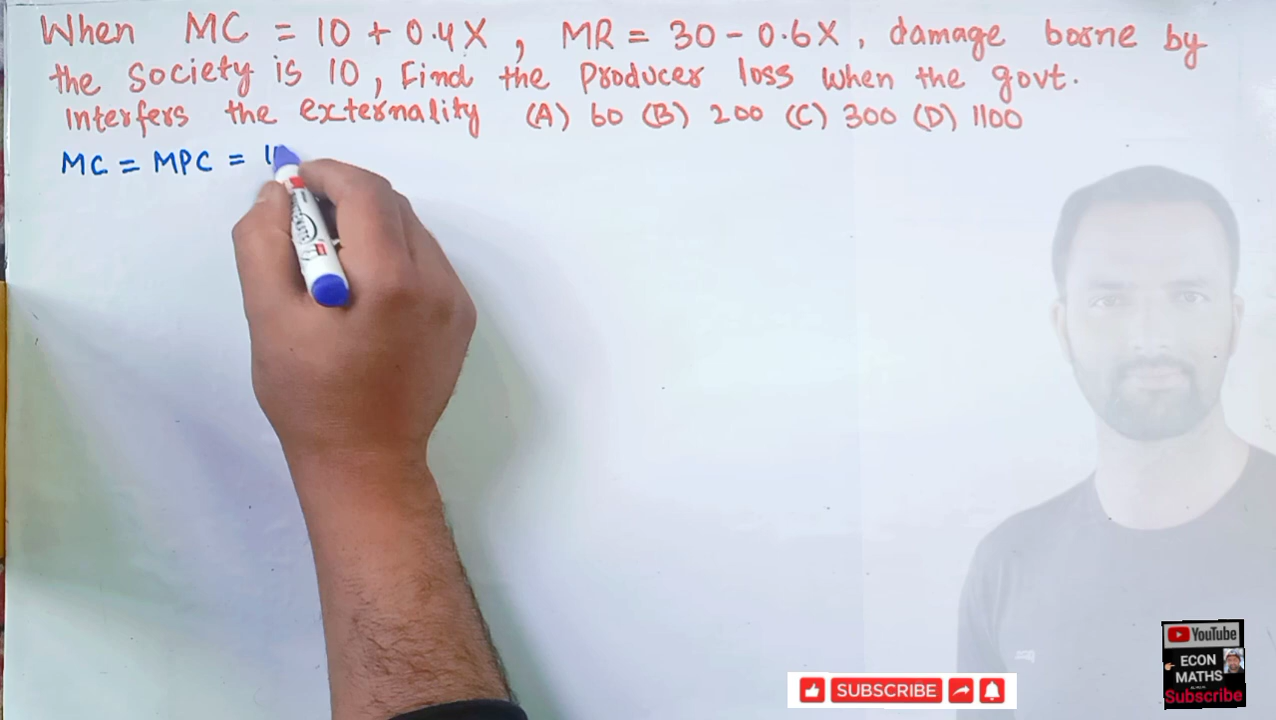 When MC = 10 + 0.4X, MR = 30 - 0.6X, damage borne by
the Society is 10, Find the Producer loss when the govt.
Interfers the externality (A) 60 (B) 200 (C) 300 (D) 1100
MC = MPC =
YouTube
ECON
MATHS
Subscribe
SUBSCRIBE